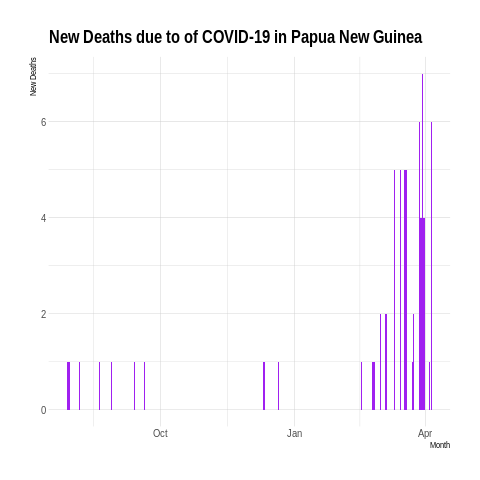 New Deaths due to of COVID-19 in Papua New Guinea
New Deaths
6
4
2
0
Oct
Jan
Apr
Month